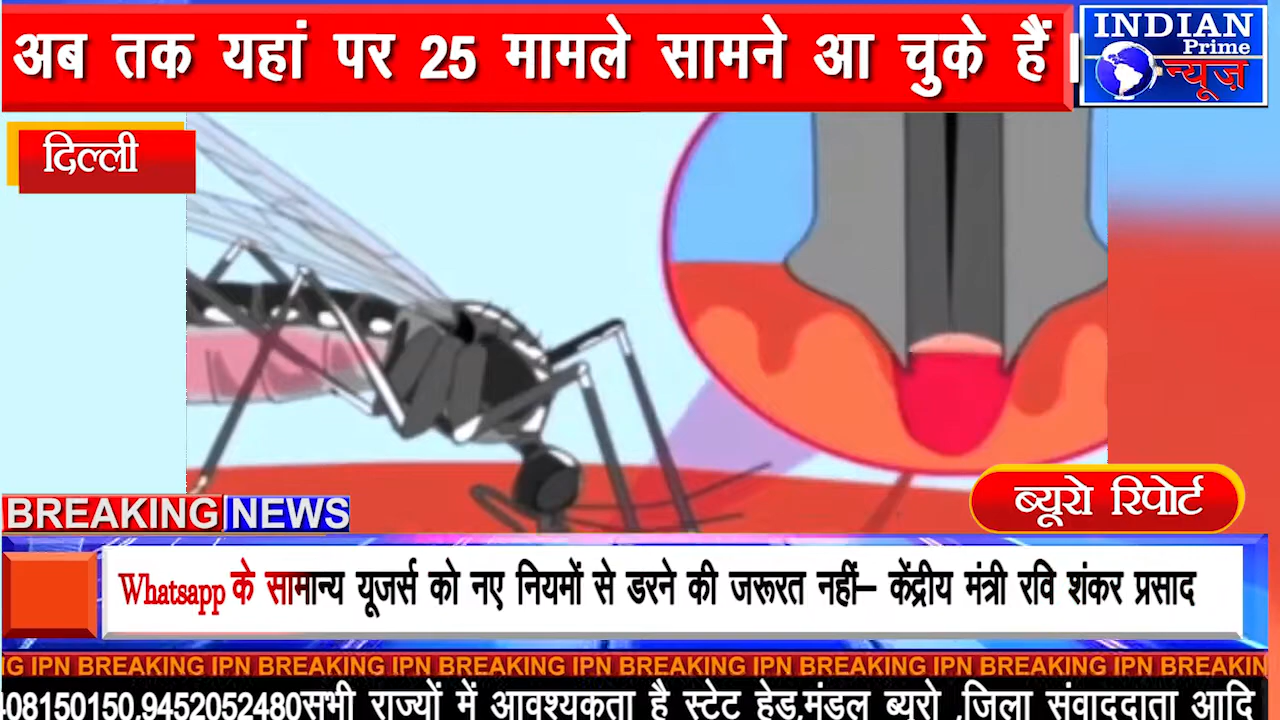 अब तक यहां पर 25 मामले सामने आ चुके हैं।
INDIAN
Prime
न्यूज़
दिल्ली
BREAKING NEWS
ब्यूरो रिपोर्ट
Whatsapp के सामान्य यूजर्स को नए नियमों से डरने की जरूरत नहीं– केंद्रीय मंत्री रवि शंकर प्रसाद
IPN BREAKING IPN BREAKING IPN BREAKING IPN BREAKING IPN BREAKING IPN BREAKING IPN
408150150,9452052480सभी राज्यों में आवश्यकता है स्टेट हेड,मंडल ब्यरो ,जिला संवाददाता आदि